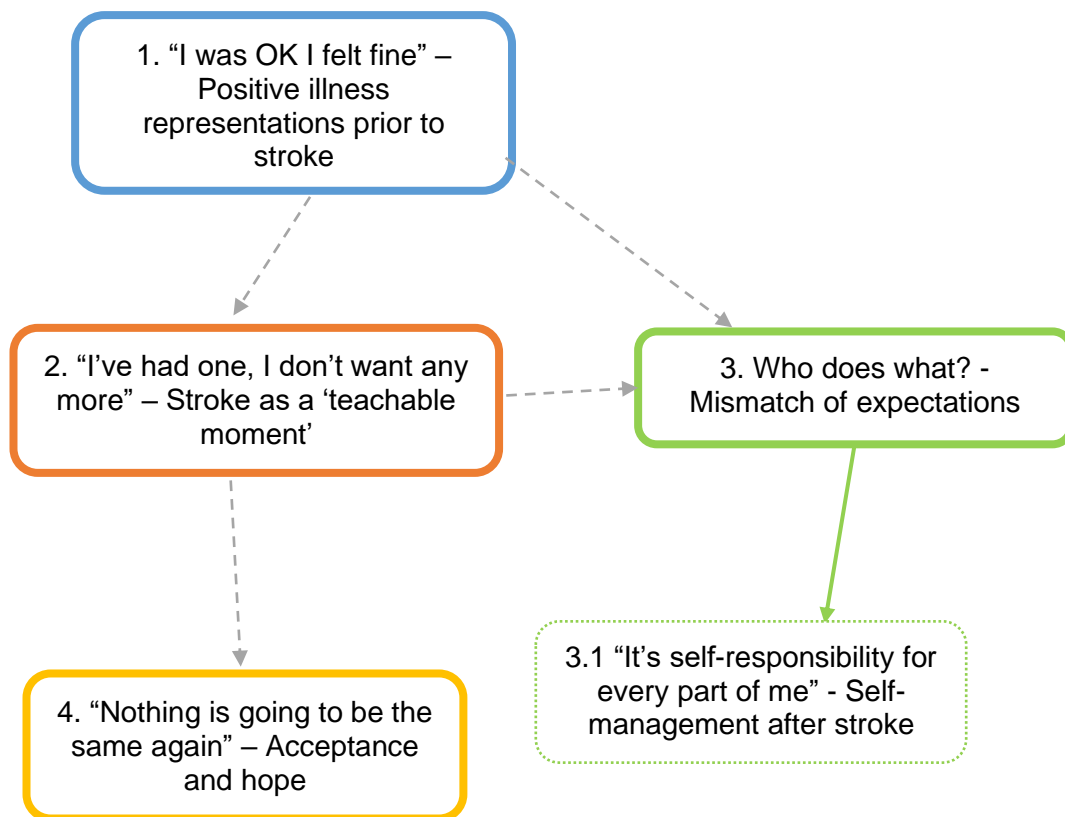 1. “I was OK I felt fine” –
Positive illness
representations prior to
stroke
2. “I’ve had one, I don’t want any
more” – Stroke as a ‘teachable
moment’
3. Who does what? -
Mismatch of expectations
3.1 “It’s self-responsibility for
every part of me” - Self-
management after stroke
4. “Nothing is going to be the
same again” – Acceptance
and hope